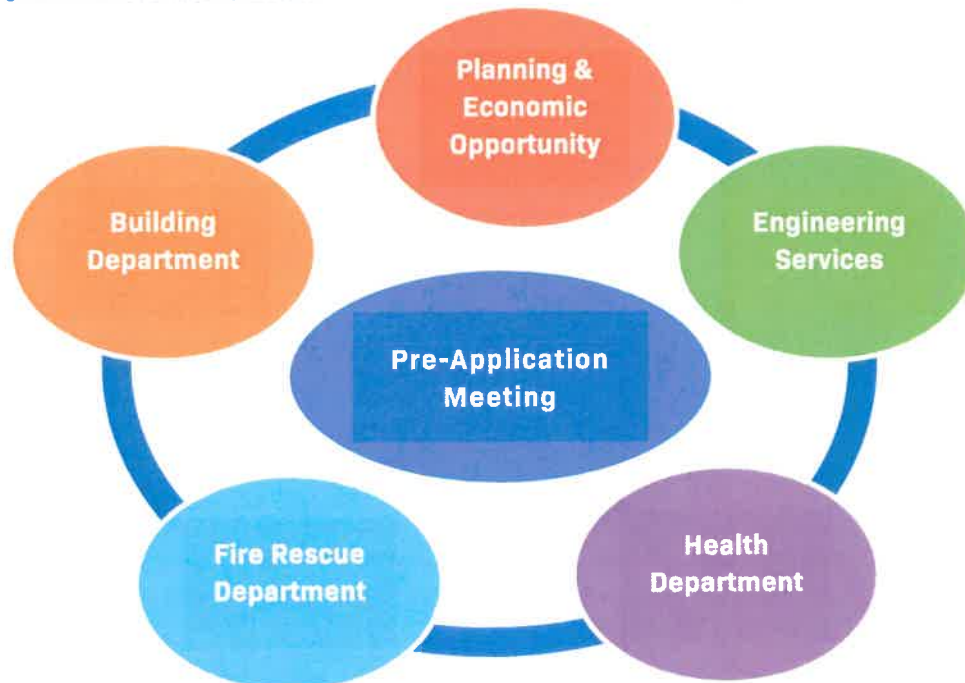 Planning &
Economic
Opportunity
Building
Department
Engineering
Services
Pre-Application
Meeting
Fire Rescue
Department
Health
Department